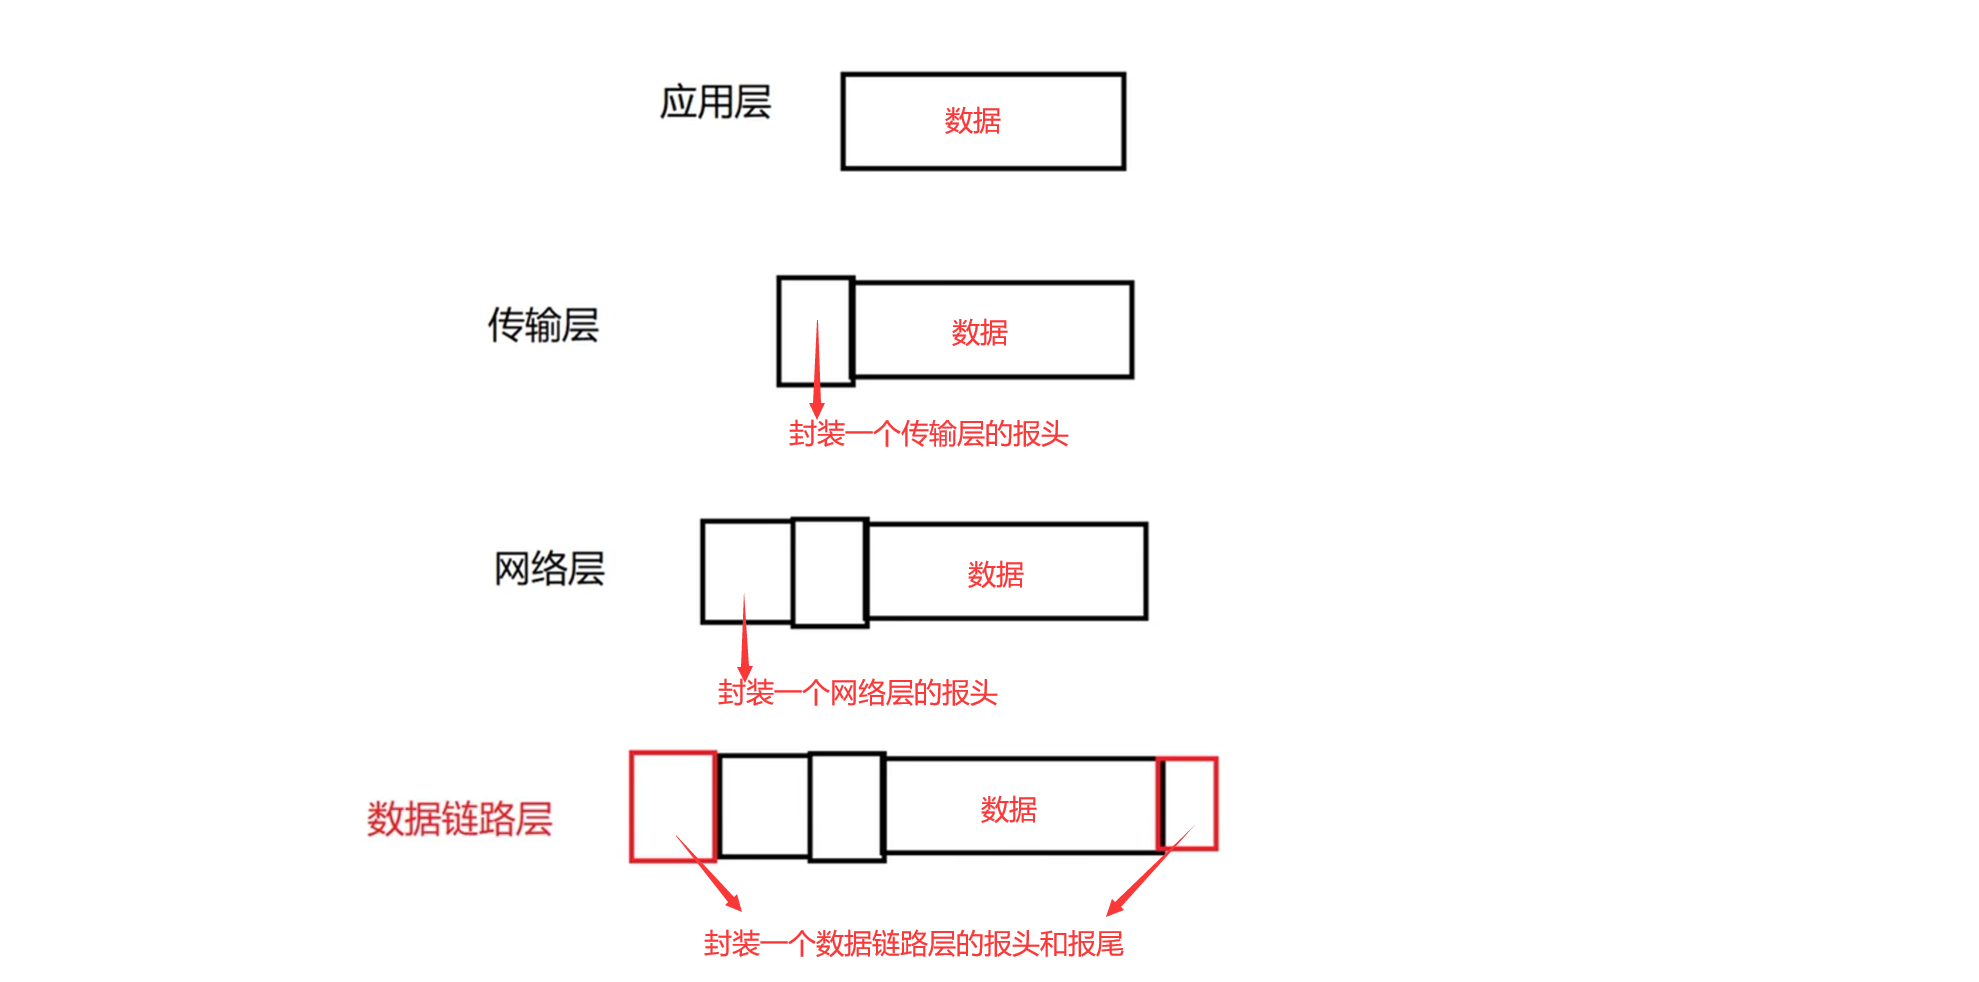 应用层
数据
传输层
数据
封装一个传输层的报头
网络层
数据
封装一个网络层的报头
数据链路层
数据
封装一个数据链路层的报头和报尾